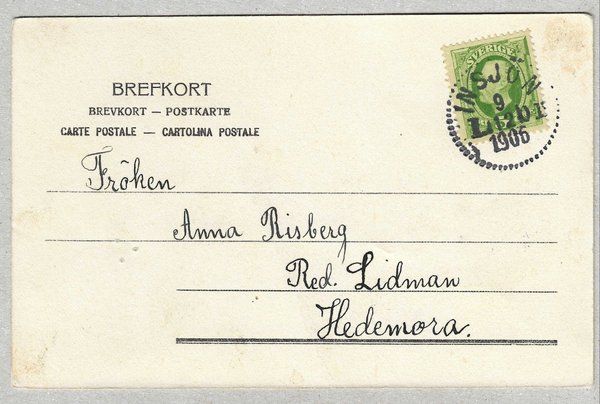 BREFKORT
BREVKORT — POSTKARTE
CARTE POSTALE — CARTOLINA POSTALE
SVERIGE
INSJÖN
9
1906
Fröken
Anna Risberg
Red. Lidman
Hedemora.